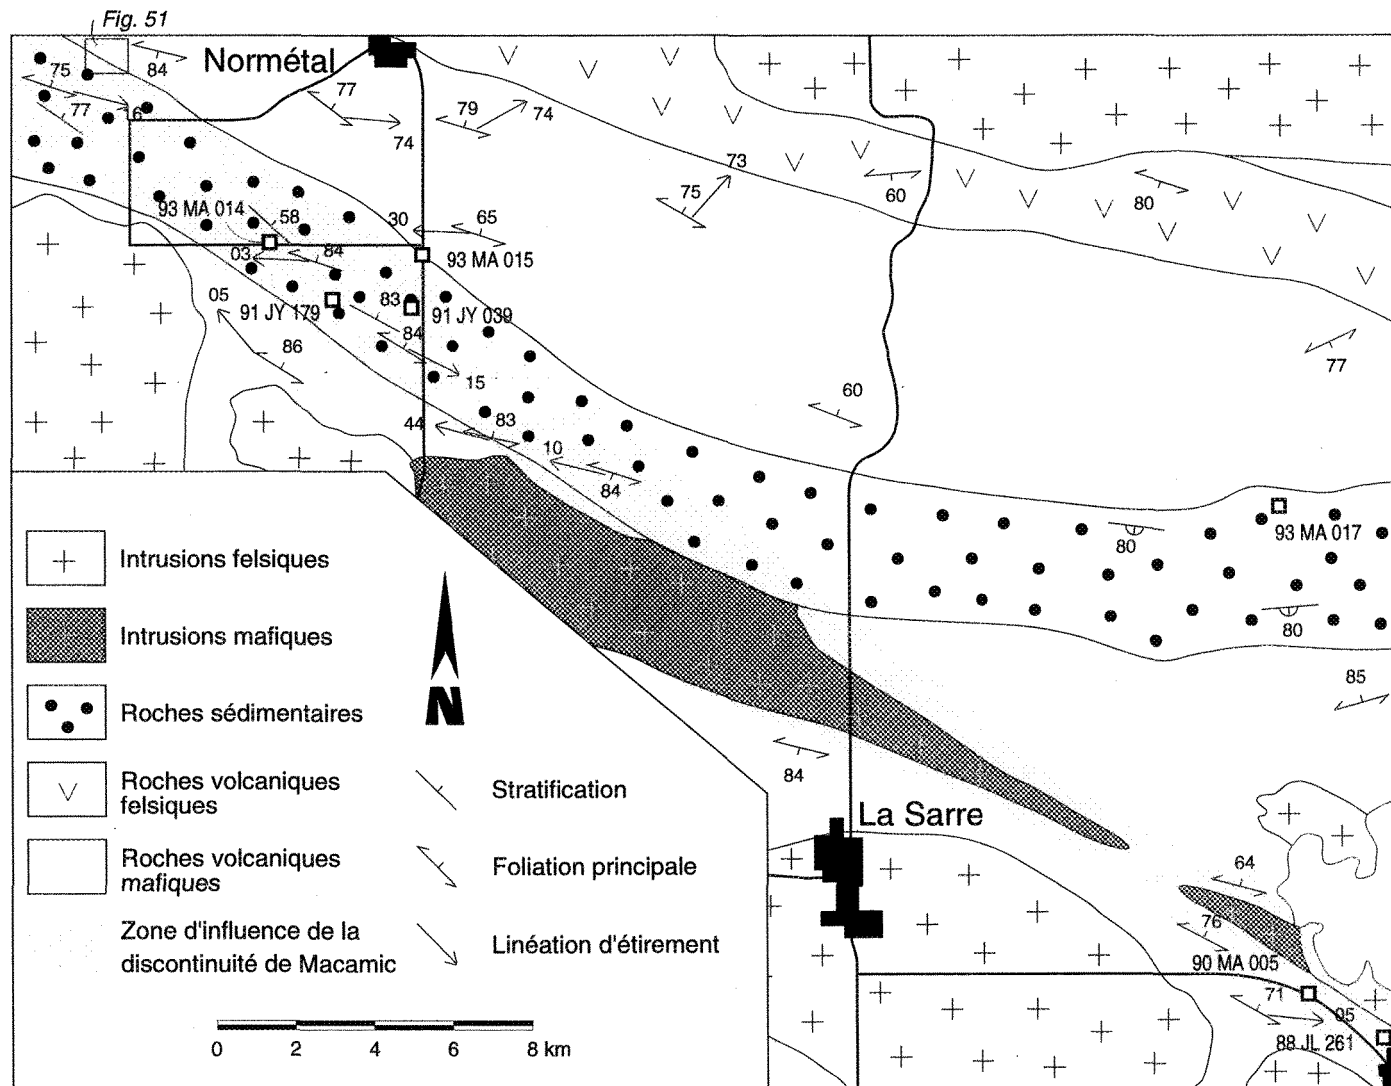 Fig. 51
Normétal
84
75
77
6
77
74
79
74
73
75
60
80
93 MA 014
58
30
65
03
84
93 MA 015
05
91 JY 179
83
91 JY 039
84
86
15
77
60
44
83
10
84
80
93 MA 017
80
85
84
La Sarre
64
76
90 MA 005
71
05
88 JL 261
Intrusions felsiques
Intrusions mafiques
Roches sédimentaires
Roches volcaniques
felsiques
Roches volcaniques
mafiques
Zone d'influence de la
discontinuité de Macamic
N
Stratification
Foliation principale
Linéation d'étirement
0 2 4 6 8 km